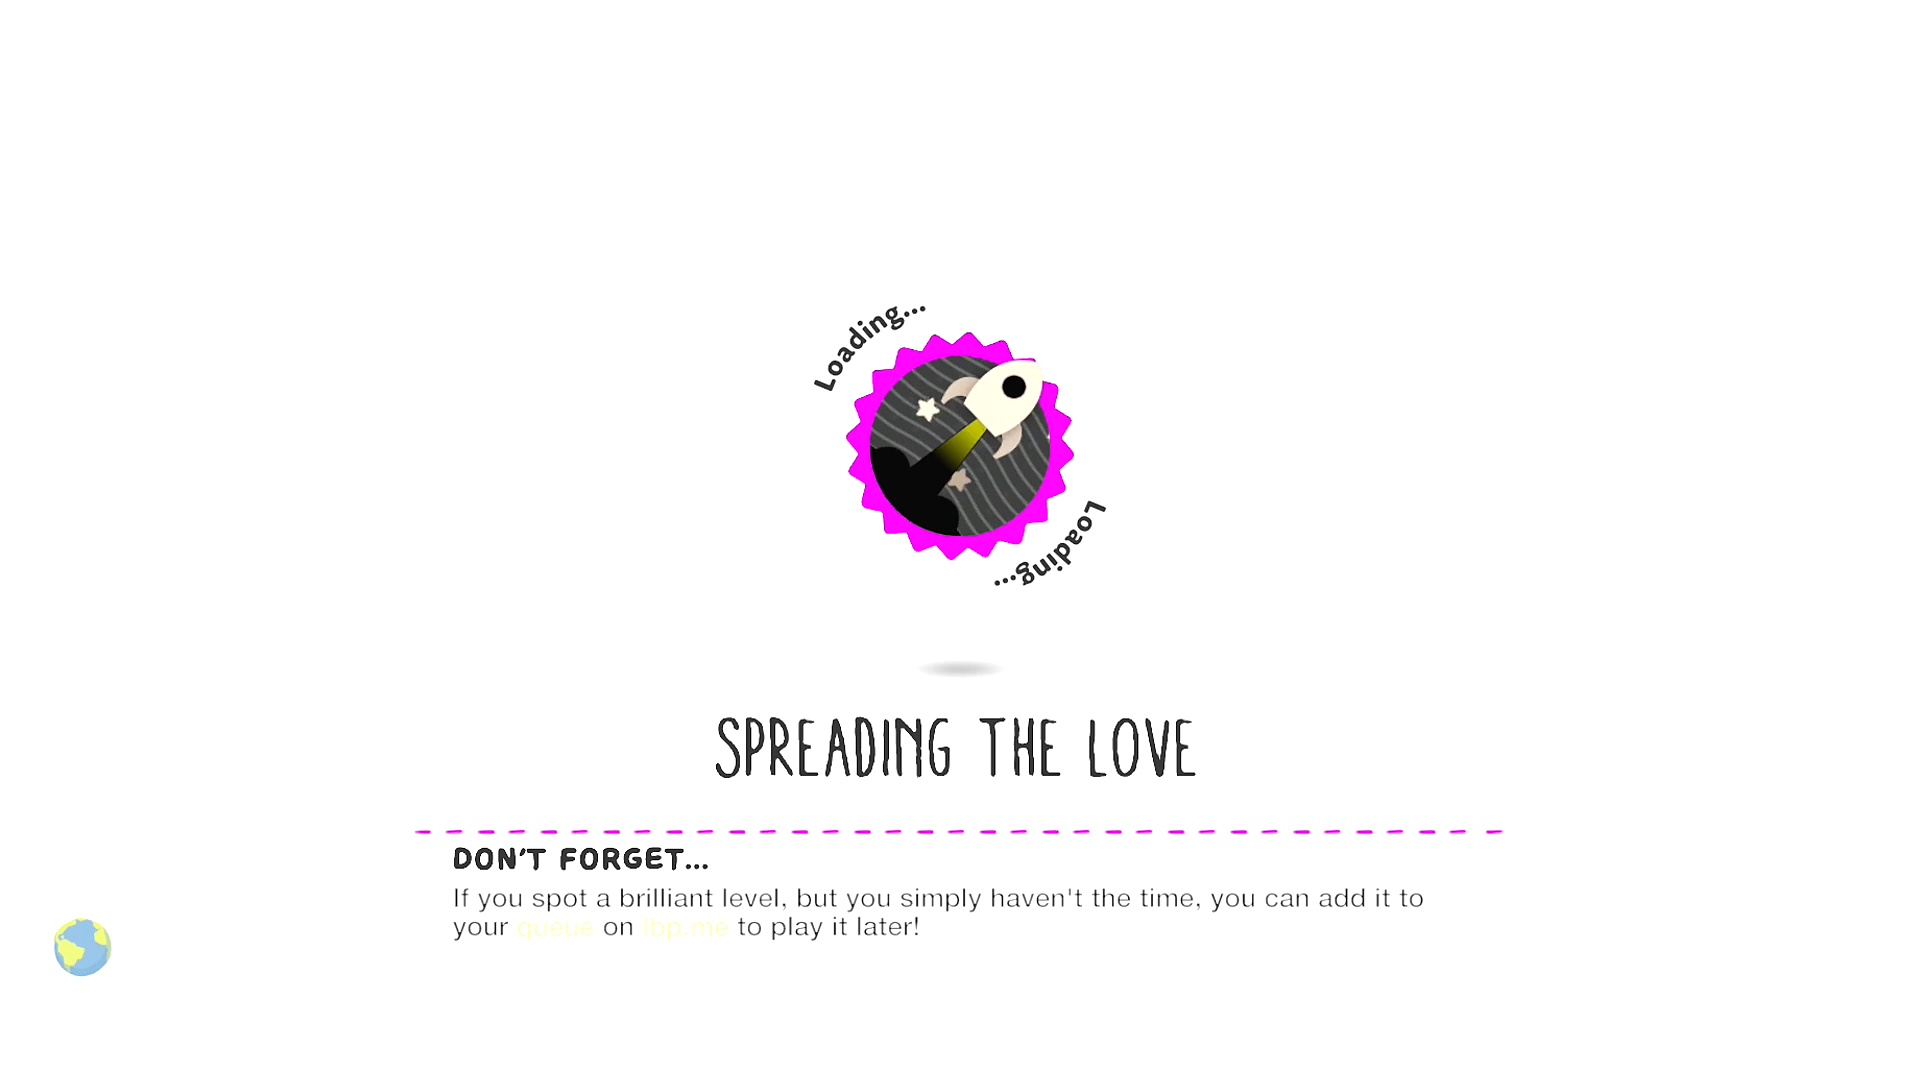 Loading...
Loading...
SPREADING THE LOVE
DON'T FORGET...
If you spot a brilliant level, but you simply haven't the time, you can add it to
your queue on lbp.me to play it later!